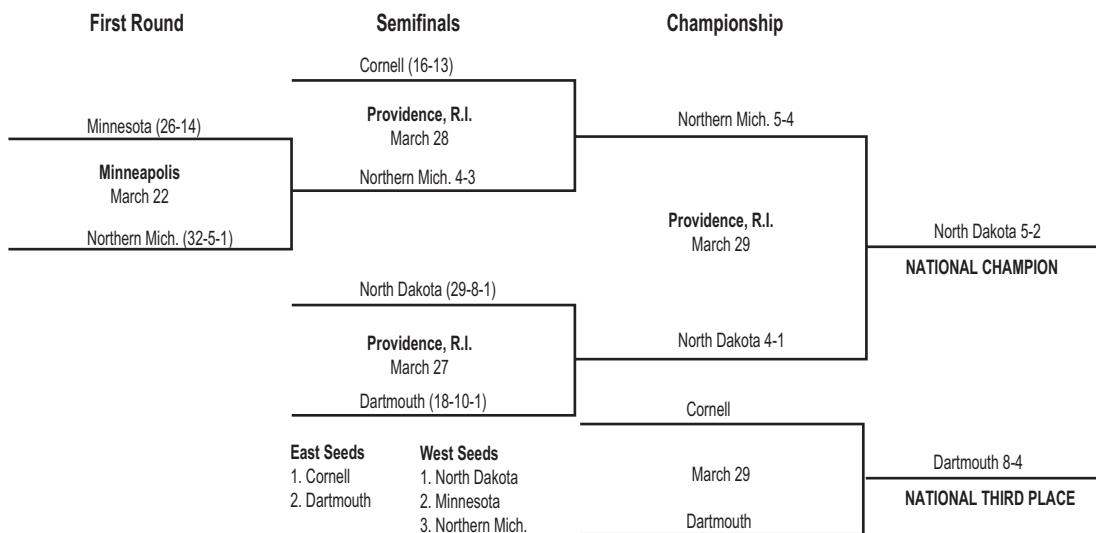 First Round
Semifinals
Championship
Cornell (16-13)
Minnesota (26-14)
Providence, R.I.
March 28
Northern Mich. 5-4
Minneapolis
March 22
Northern Mich. 4-3
Northern Mich. (32-5-1)
Providence, R.I.
March 29
North Dakota 5-2
NATIONAL CHAMPION
North Dakota (29-8-1)
Providence, R.I.
March 27
North Dakota 4-1
Dartmouth (18-10-1)
Cornell
East Seeds
1. Cornell
2. Dartmouth
West Seeds
1. North Dakota
2. Minnesota
3. Northern Mich.
March 29
Dartmouth
Dartmouth 8-4
NATIONAL THIRD PLACE